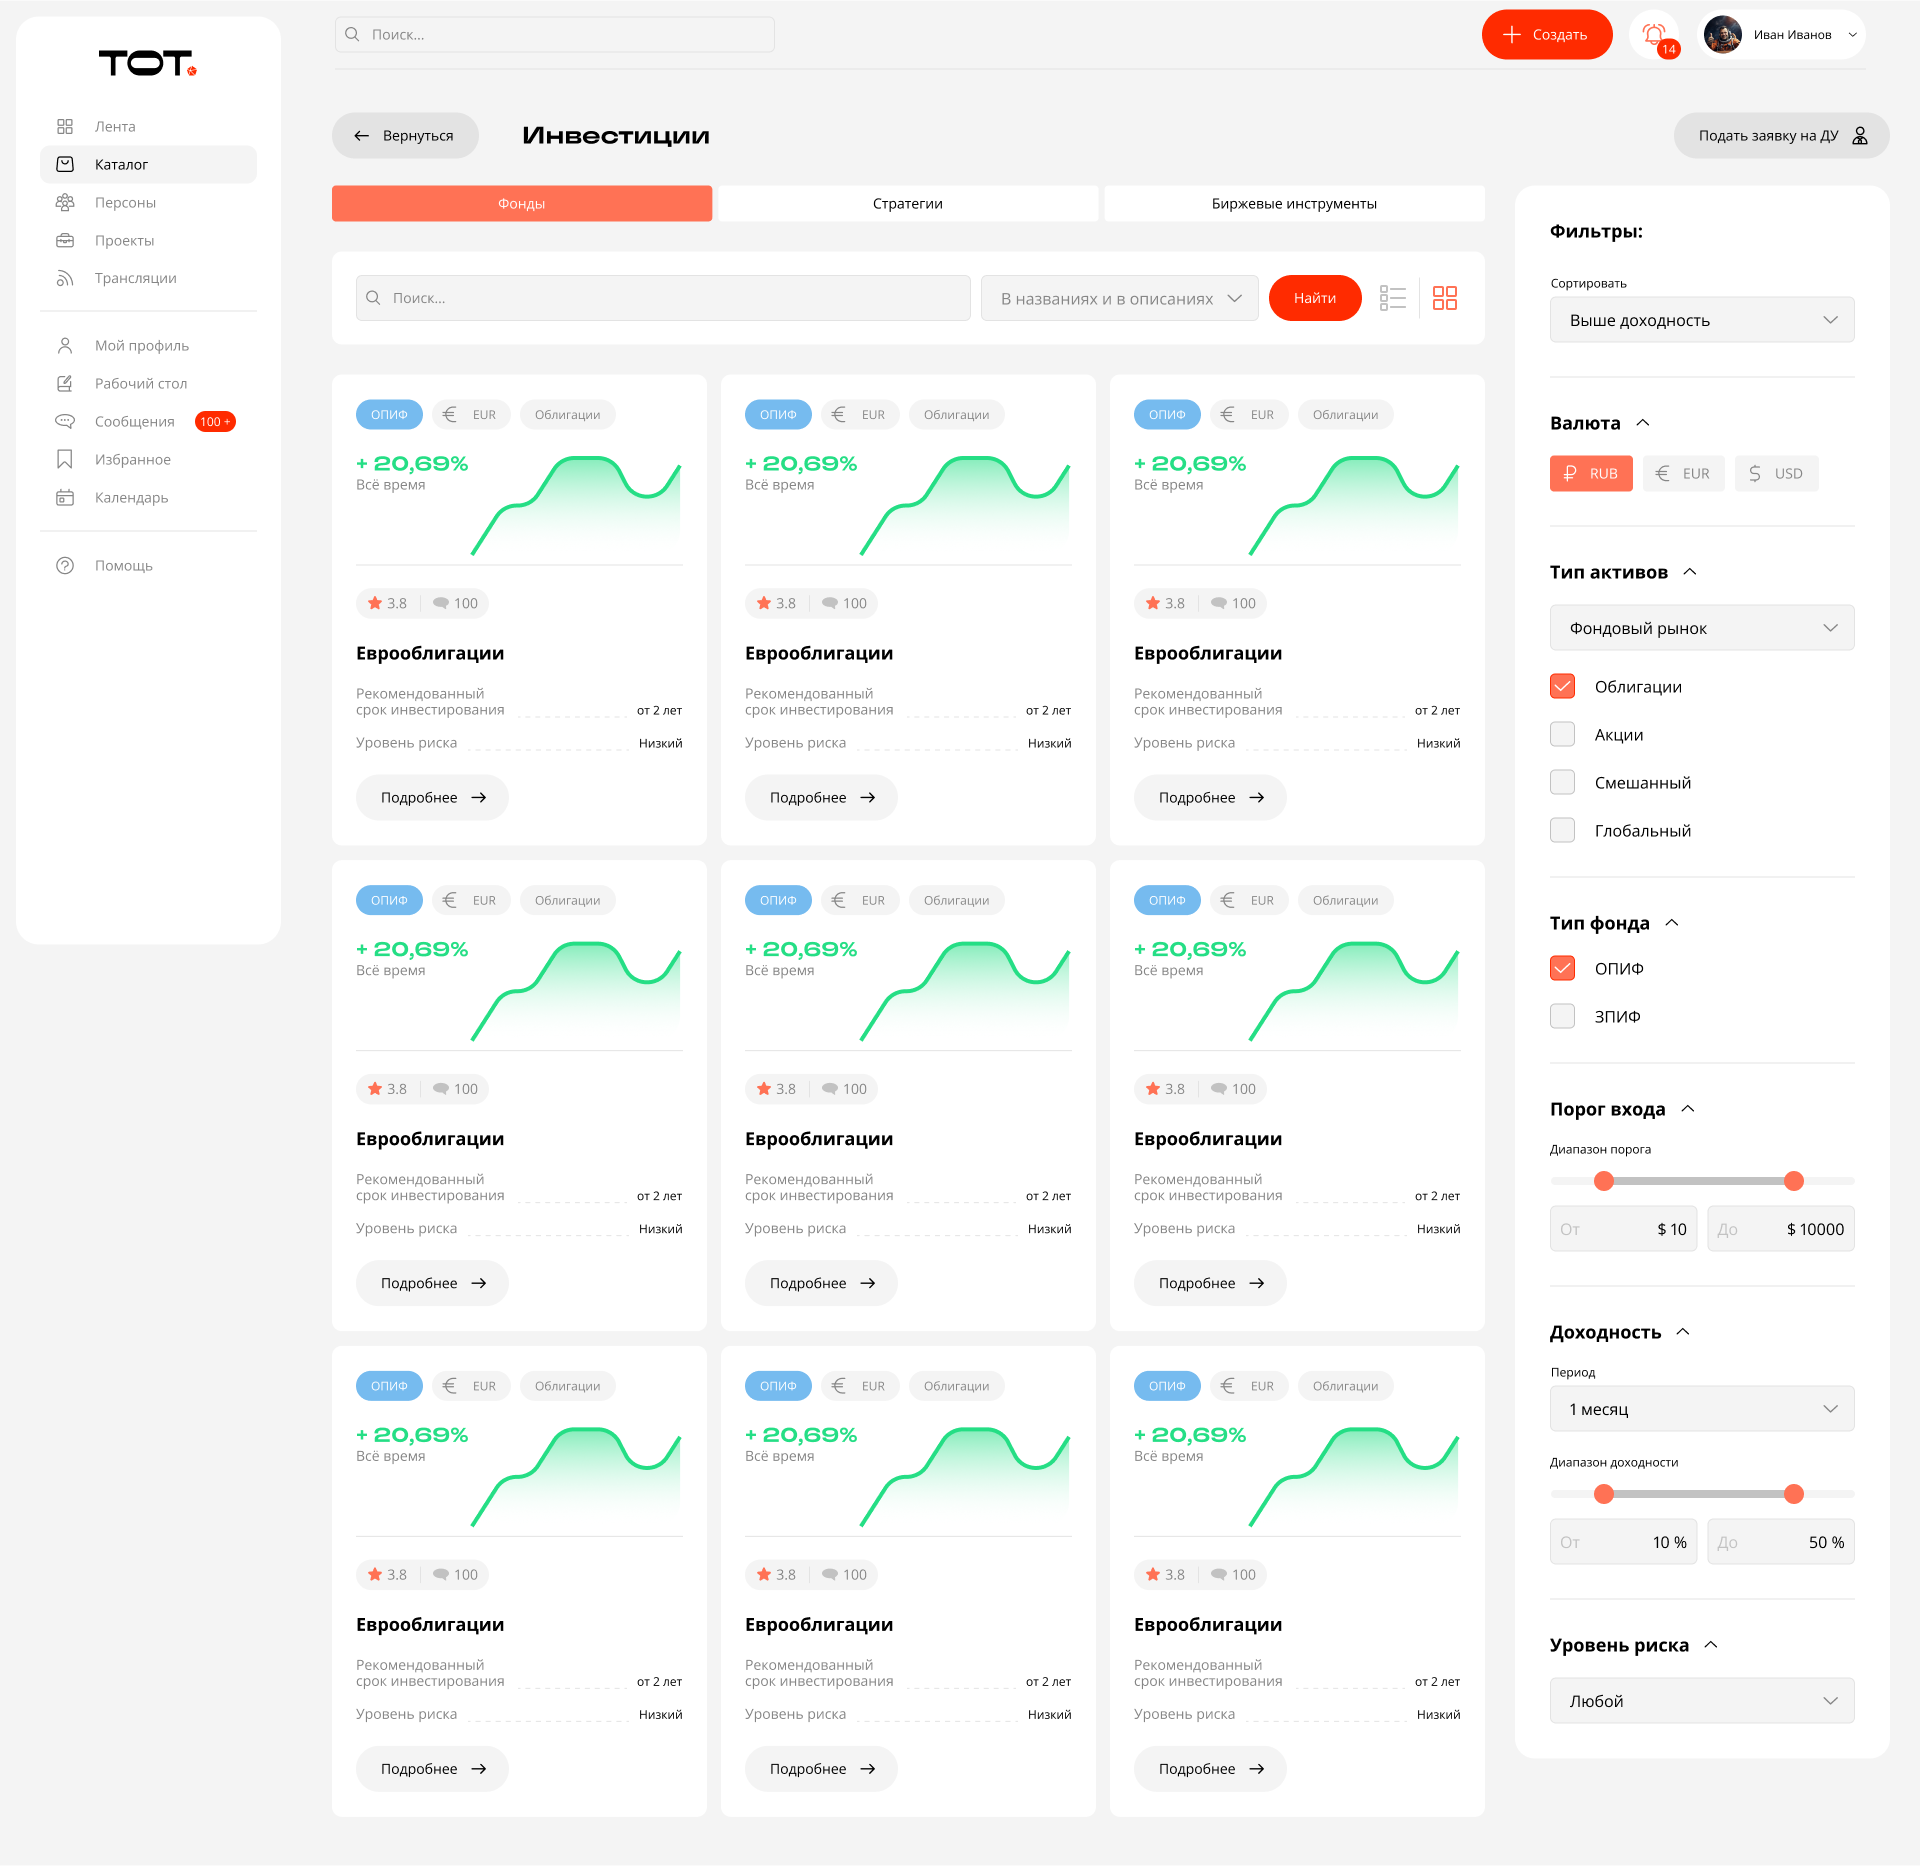 ТОТ.
Лента
Каталог
Персоны
Проекты
Трансляции
Мой профиль
Рабочий стол
Сообщения 100 +
Избранное
Календарь
Помощь
Поиск...
Создать
14
Иван Иванов
Вернуться
Инвестиции
Подать заявку на ДУ
Фонды Стратегии Биржевые инструменты
Поиск... В названиях и в описаниях Найти
ОПИФ EUR Облигации
+ 20,69%
Всё время
3.8 100
Еврооблигации
Рекомендованный
срок инвестирования от 2 лет
Уровень риска Низкий
Подробнее
ОПИФ EUR Облигации
+ 20,69%
Всё время
3.8 100
Еврооблигации
Рекомендованный
срок инвестирования от 2 лет
Уровень риска Низкий
Подробнее
ОПИФ EUR Облигации
+ 20,69%
Всё время
3.8 100
Еврооблигации
Рекомендованный
срок инвестирования от 2 лет
Уровень риска Низкий
Подробнее
ОПИФ EUR Облигации
+ 20,69%
Всё время
3.8 100
Еврооблигации
Рекомендованный
срок инвестирования от 2 лет
Уровень риска Низкий
Подробнее
ОПИФ EUR Облигации
+ 20,69%
Всё время
3.8 100
Еврооблигации
Рекомендованный
срок инвестирования от 2 лет
Уровень риска Низкий
Подробнее
ОПИФ EUR Облигации
+ 20,69%
Всё время
3.8 100
Еврооблигации
Рекомендованный
срок инвестирования от 2 лет
Уровень риска Низкий
Подробнее
ОПИФ EUR Облигации
+ 20,69%
Всё время
3.8 100
Еврооблигации
Рекомендованный
срок инвестирования от 2 лет
Уровень риска Низкий
Подробнее
ОПИФ EUR Облигации
+ 20,69%
Всё время
3.8 100
Еврооблигации
Рекомендованный
срок инвестирования от 2 лет
Уровень риска Низкий
Подробнее
ОПИФ EUR Облигации
+ 20,69%
Всё время
3.8 100
Еврооблигации
Рекомендованный
срок инвестирования от 2 лет
Уровень риска Низкий
Подробнее
Фильтры:
Сортировать
Выше доходность
Валюта
₽ RUB € EUR $ USD
Тип активов
Фондовый рынок
Облигации
Акции
Смешанный
Глобальный
Тип фонда
ОПИФ
ЗПИФ
Порог входа
Диапазон порога
От $ 10 До $ 10000
Доходность
Период
1 месяц
Диапазон доходности
От 10 % До 50 %
Уровень риска
Любой